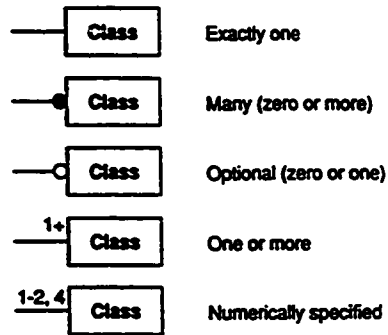 Class Exactly one
Class Many (zero or more)
Class Optional (zero or one)
1+ Class One or more
1-2, 4 Class Numerically specified